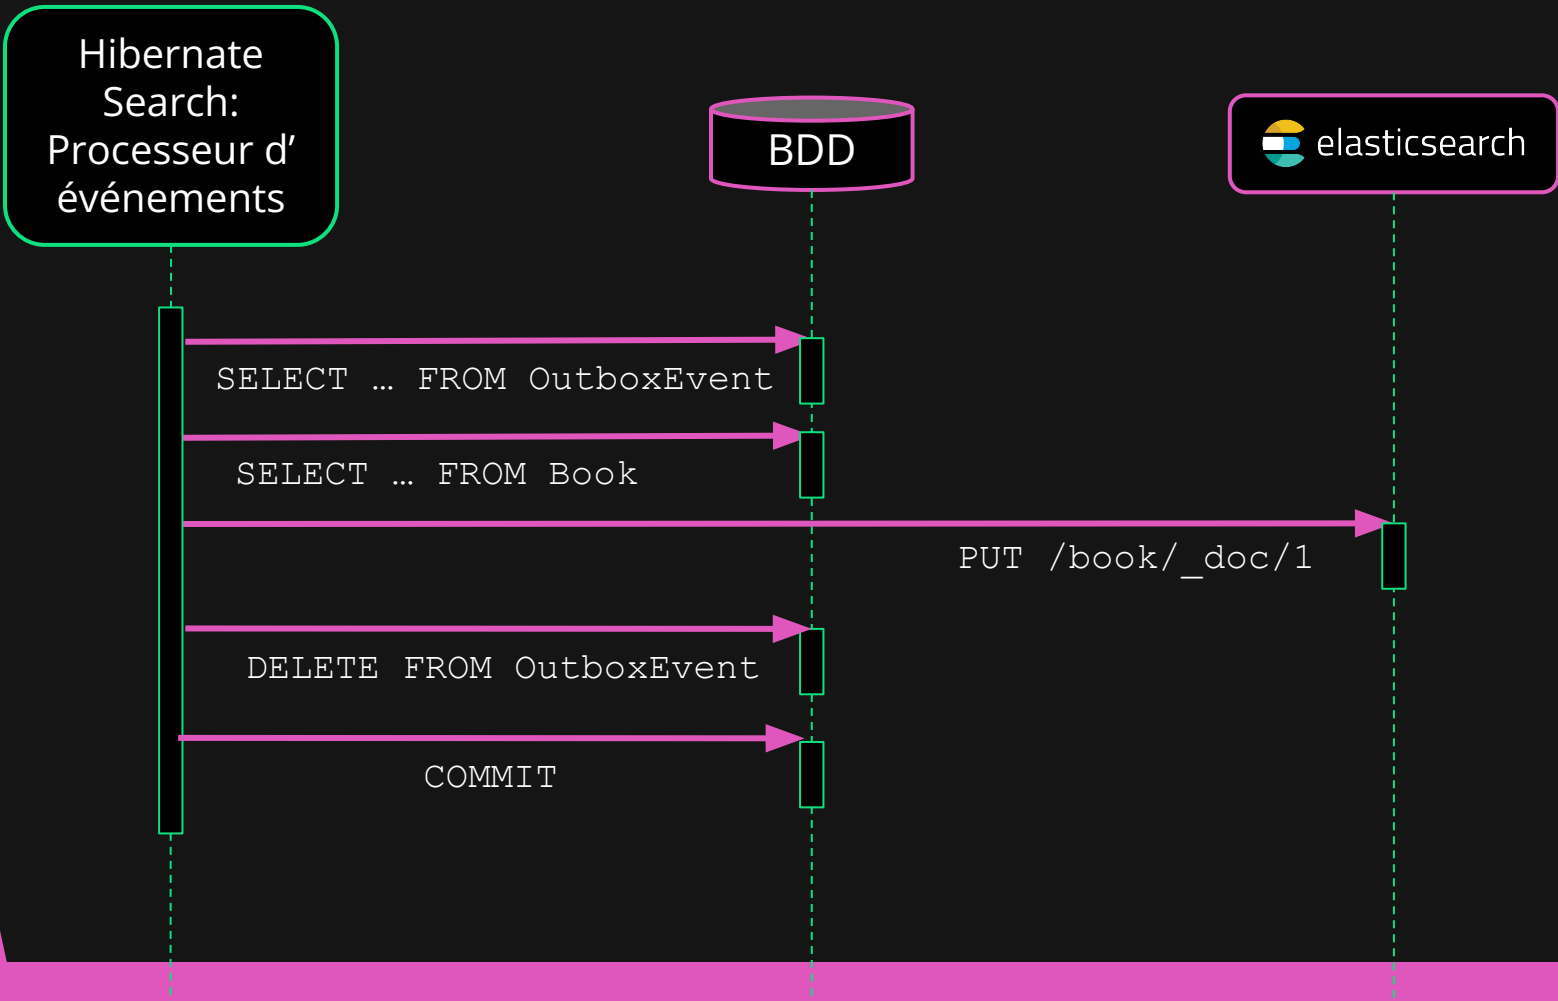 Hibernate
Search:
Processeur d’
événements
BDD
elasticsearch
SELECT … FROM OutboxEvent
SELECT … FROM Book
PUT /book/_doc/1
DELETE FROM OutboxEvent
COMMIT